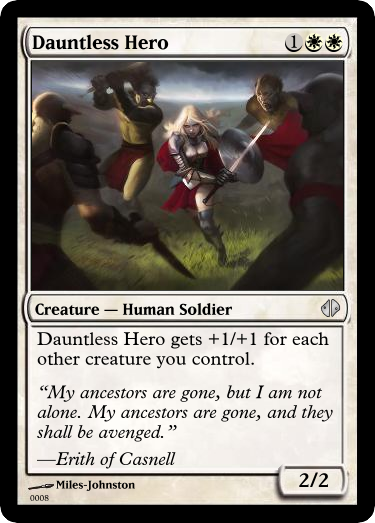 Dauntless Hero 1
Creature — Human Soldier
Dauntless Hero gets +1/+1 for each
other creature you control.
“My ancestors are gone, but I am not
alone. My ancestors are gone, and they
shall be avenged.”
—Erith of Casnell
2/2
Miles-Johnston
0008